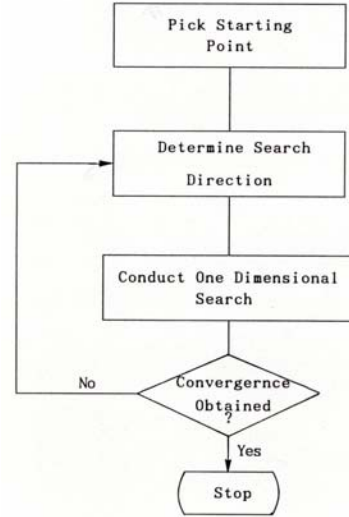 Pick Starting
Point
Determine Search
Direction
Conduct One Dimensional
Search
Convergernce
Obtained
?
No
Yes
Stop